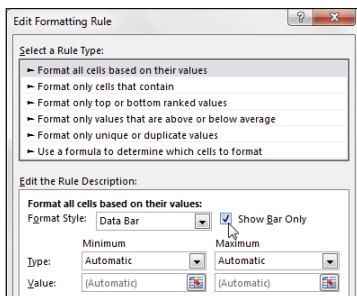 Edit Formatting Rule
Select a Rule Type:
► Format all cells based on their values
► Format only cells that contain
► Format only top or bottom ranked values
► Format only values that are above or below average
► Format only unique or duplicate values
► Use a formula to determine which cells to format
Edit the Rule Description:
Format all cells based on their values:
Format Style: Data Bar Show Bar Only
Minimum Maximum
Type: Automatic Automatic
Value: (Automatic) (Automatic)